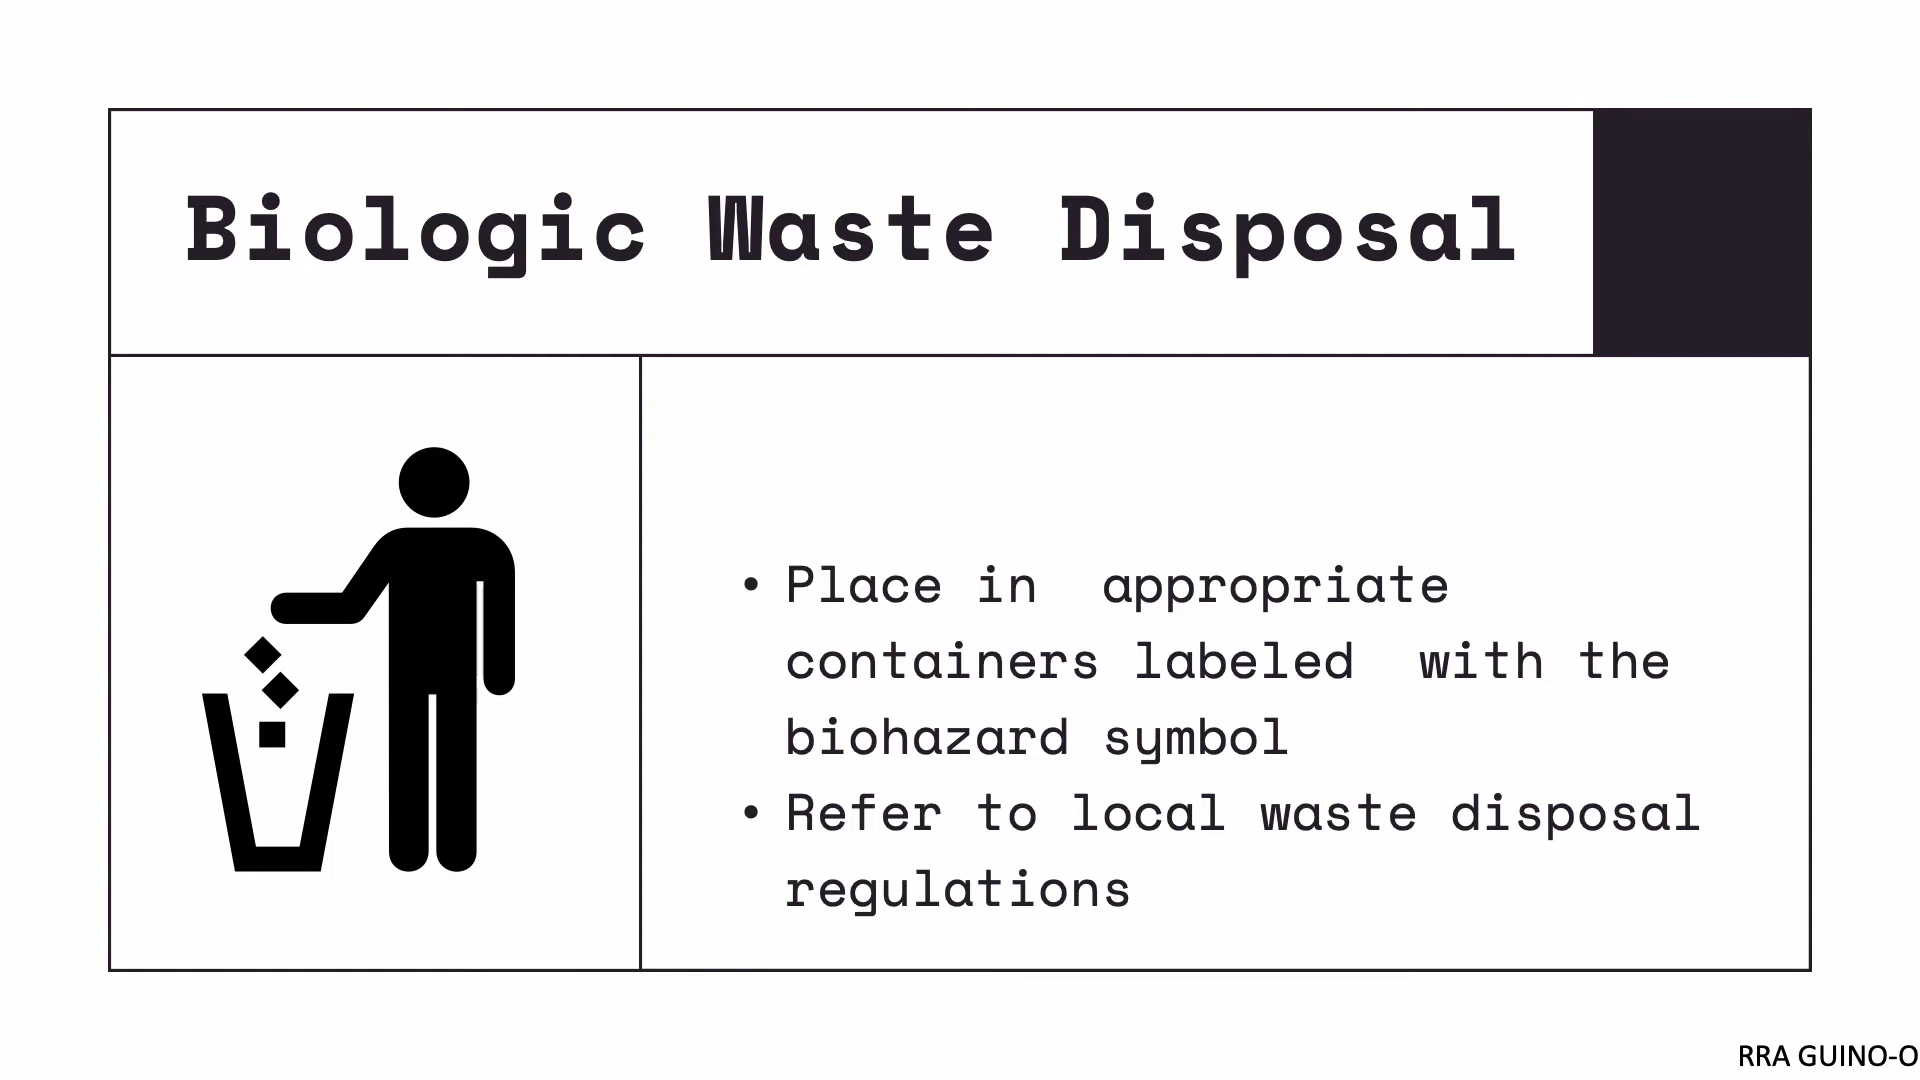 Biologic Waste Disposal
• Place in  appropriate
containers labeled  with the
biohazard symbol
• Refer to local waste disposal
regulations
RRA GUINO-O